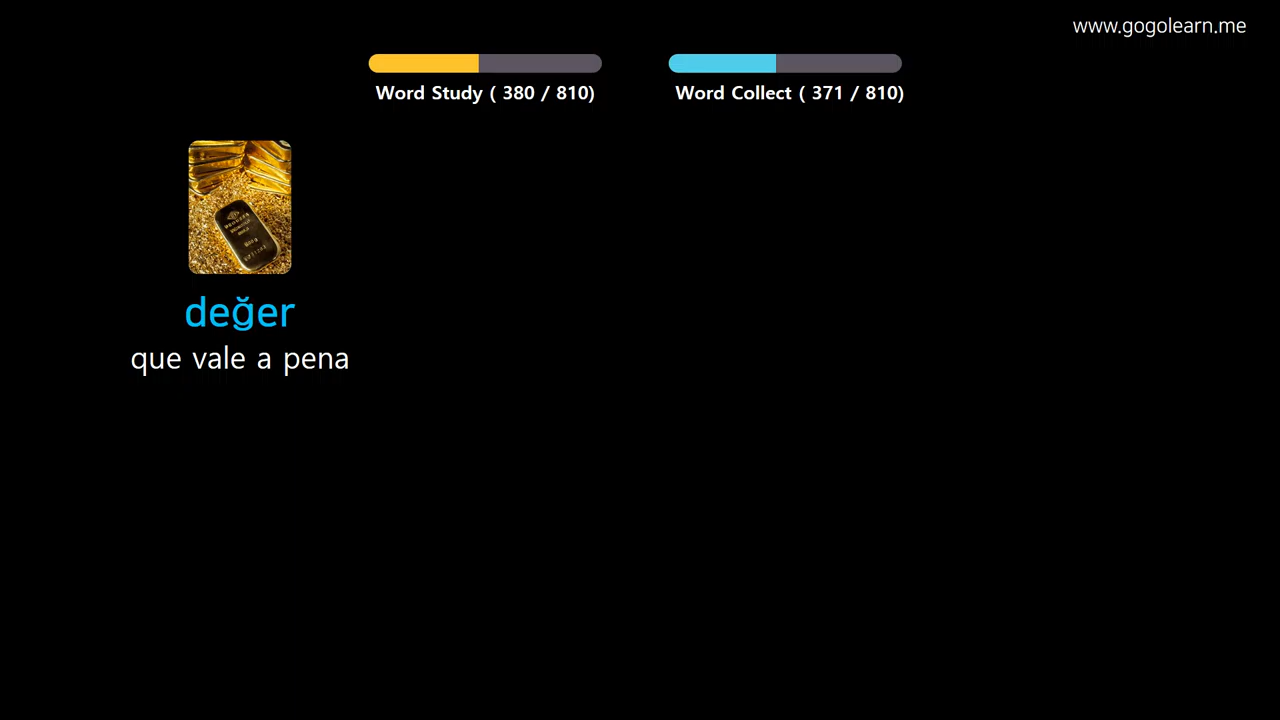 www.gogolearn.me
Word Study ( 380 / 810)
Word Collect ( 371 / 810)
değer
que vale a pena